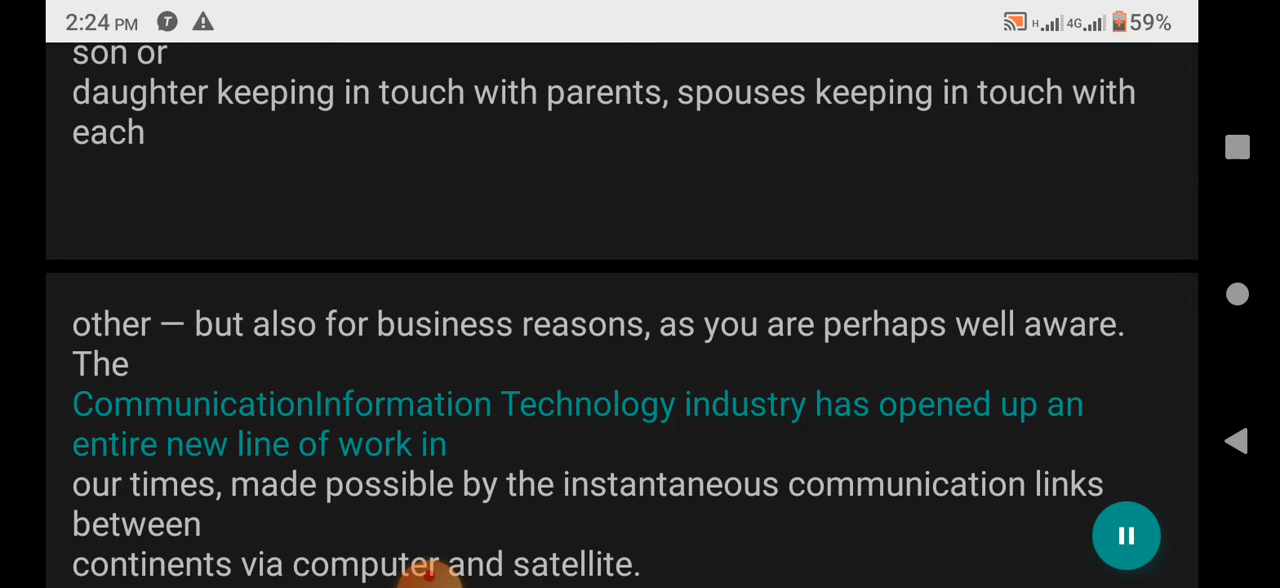 2:24 PM T H 4G 59%
son or
daughter keeping in touch with parents, spouses keeping in touch with
each
other — but also for business reasons, as you are perhaps well aware.
The
CommunicationInformation Technology industry has opened up an
entire new line of work in
our times, made possible by the instantaneous communication links
between
continents via computer and satellite.